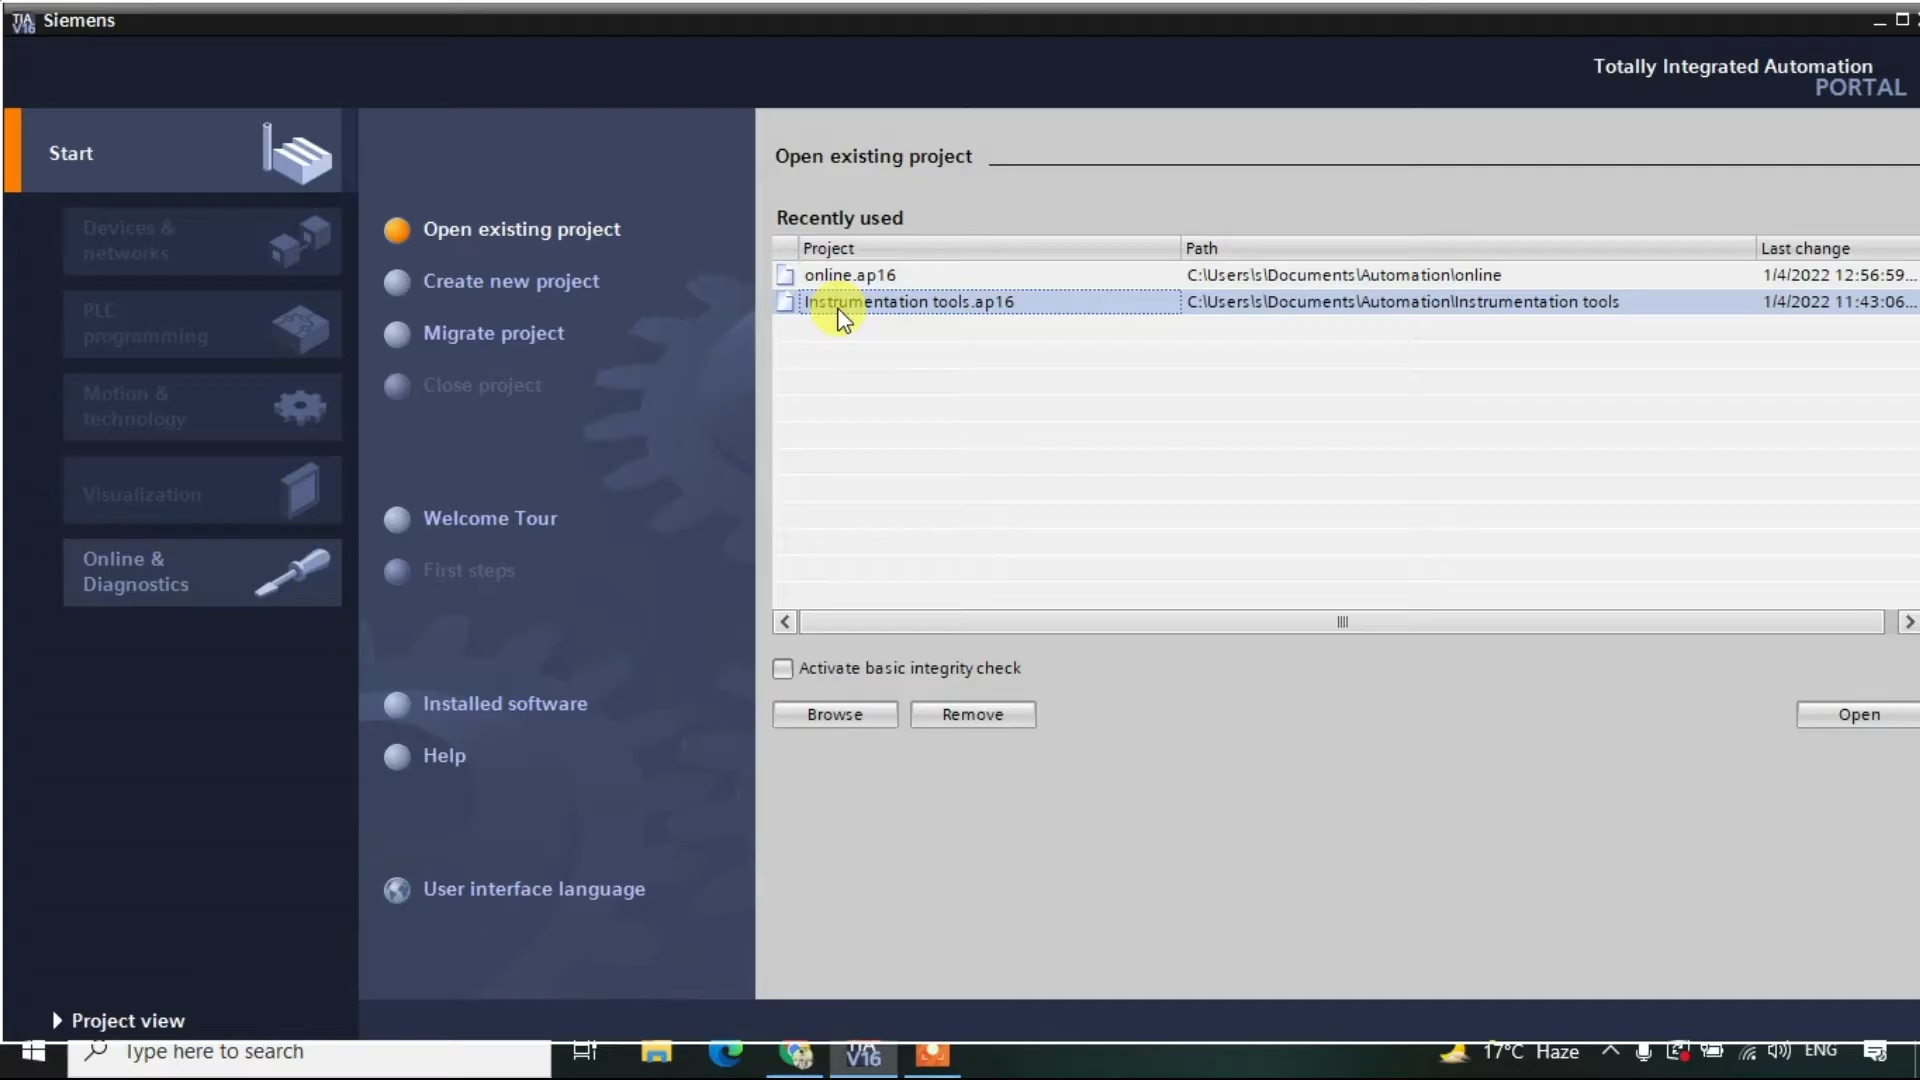 TIA
V16 Siemens
Totally Integrated Automation
PORTAL
Start
Devices &
networks
PLC
programming
Motion &
technology
Visualization
Online &
Diagnostics
Project view
Open existing project
Create new project
Migrate project
Close project
Welcome Tour
First steps
Installed software
Help
User interface language
Open existing project
Recently used
Project Path Last change
online.ap16 C:\Users\s\Documents\Automation\online 1/4/2022 12:56:59...
Instrumentation tools.ap16 C:\Users\s\Documents\Automation\Instrumentation tools 1/4/2022 11:43:06...
Activate basic integrity check
Browse Remove Open
Type here to search TIA V16 17°C Haze ENG